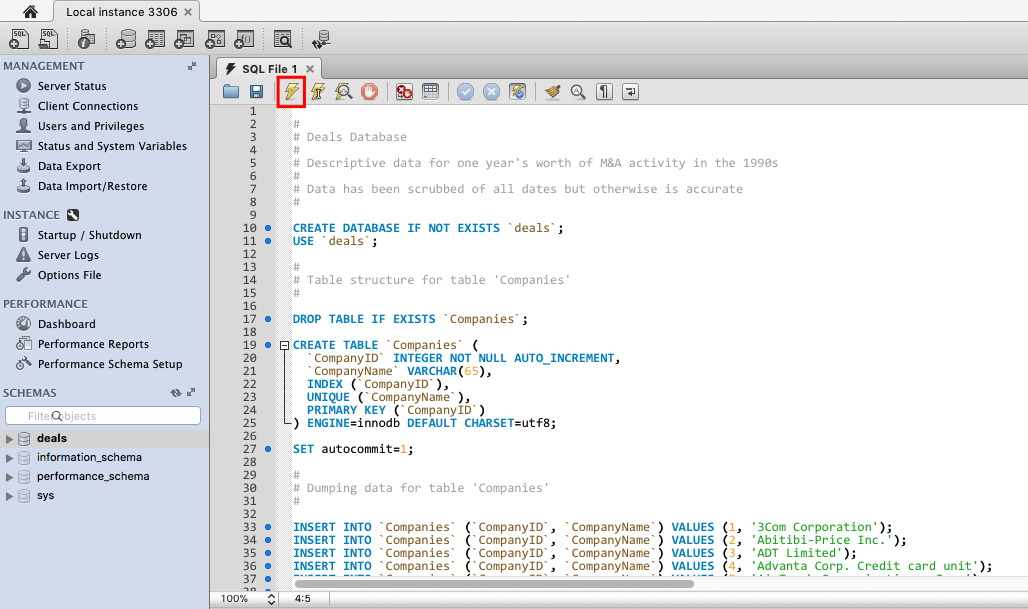 Local instance 3306
SQL
SQL
MANAGEMENT
Server Status
Client Connections
Users and Privileges
Status and System Variables
Data Export
Data Import/Restore
INSTANCE
Startup / Shutdown
Server Logs
Options File
PERFORMANCE
Dashboard
Performance Reports
Performance Schema Setup
SCHEMAS
Filter objects
deals
information_schema
performance_schema
sys
SQL File 1
1
2 #
3 # Deals Database
4 #
5 # Descriptive data for one year's worth of M&A activity in the 1990s
6 #
7 # Data has been scrubbed of all dates but otherwise is accurate
8 #
9
10 CREATE DATABASE IF NOT EXISTS `deals`;
11 USE `deals`;
12
13 #
14 # Table structure for table 'Companies'
15 #
16
17 DROP TABLE IF EXISTS `Companies`;
18
19 CREATE TABLE `Companies` (
20 `CompanyID` INTEGER NOT NULL AUTO_INCREMENT,
21 `CompanyName` VARCHAR(65),
22 INDEX (`CompanyID`),
23 UNIQUE (`CompanyName`),
24 PRIMARY KEY (`CompanyID`)
25 ) ENGINE=innodb DEFAULT CHARSET=utf8;
26
27 SET autocommit=1;
28
29 #
30 # Dumping data for table 'Companies'
31 #
32
33 INSERT INTO `Companies` (`CompanyID`, `CompanyName`) VALUES (1, '3Com Corporation');
34 INSERT INTO `Companies` (`CompanyID`, `CompanyName`) VALUES (2, 'Abitibi-Price Inc.');
35 INSERT INTO `Companies` (`CompanyID`, `CompanyName`) VALUES (3, 'ADT Limited');
36 INSERT INTO `Companies` (`CompanyID`, `CompanyName`) VALUES (4, 'Advanta Corp. Credit card unit');
37
100% 4:5